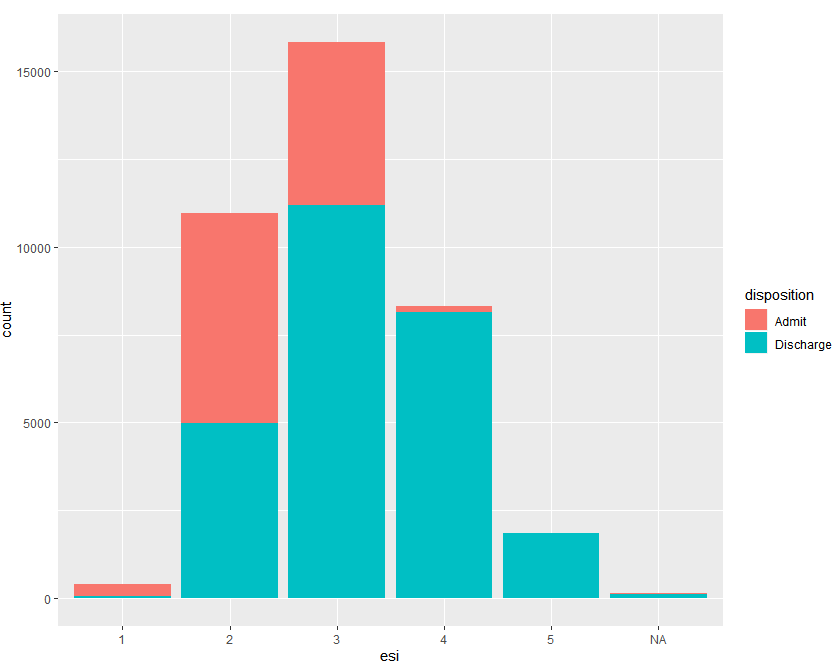 15000
10000
5000
0
count
1 2 3 4 5 NA
esi
disposition
Admit
Discharge